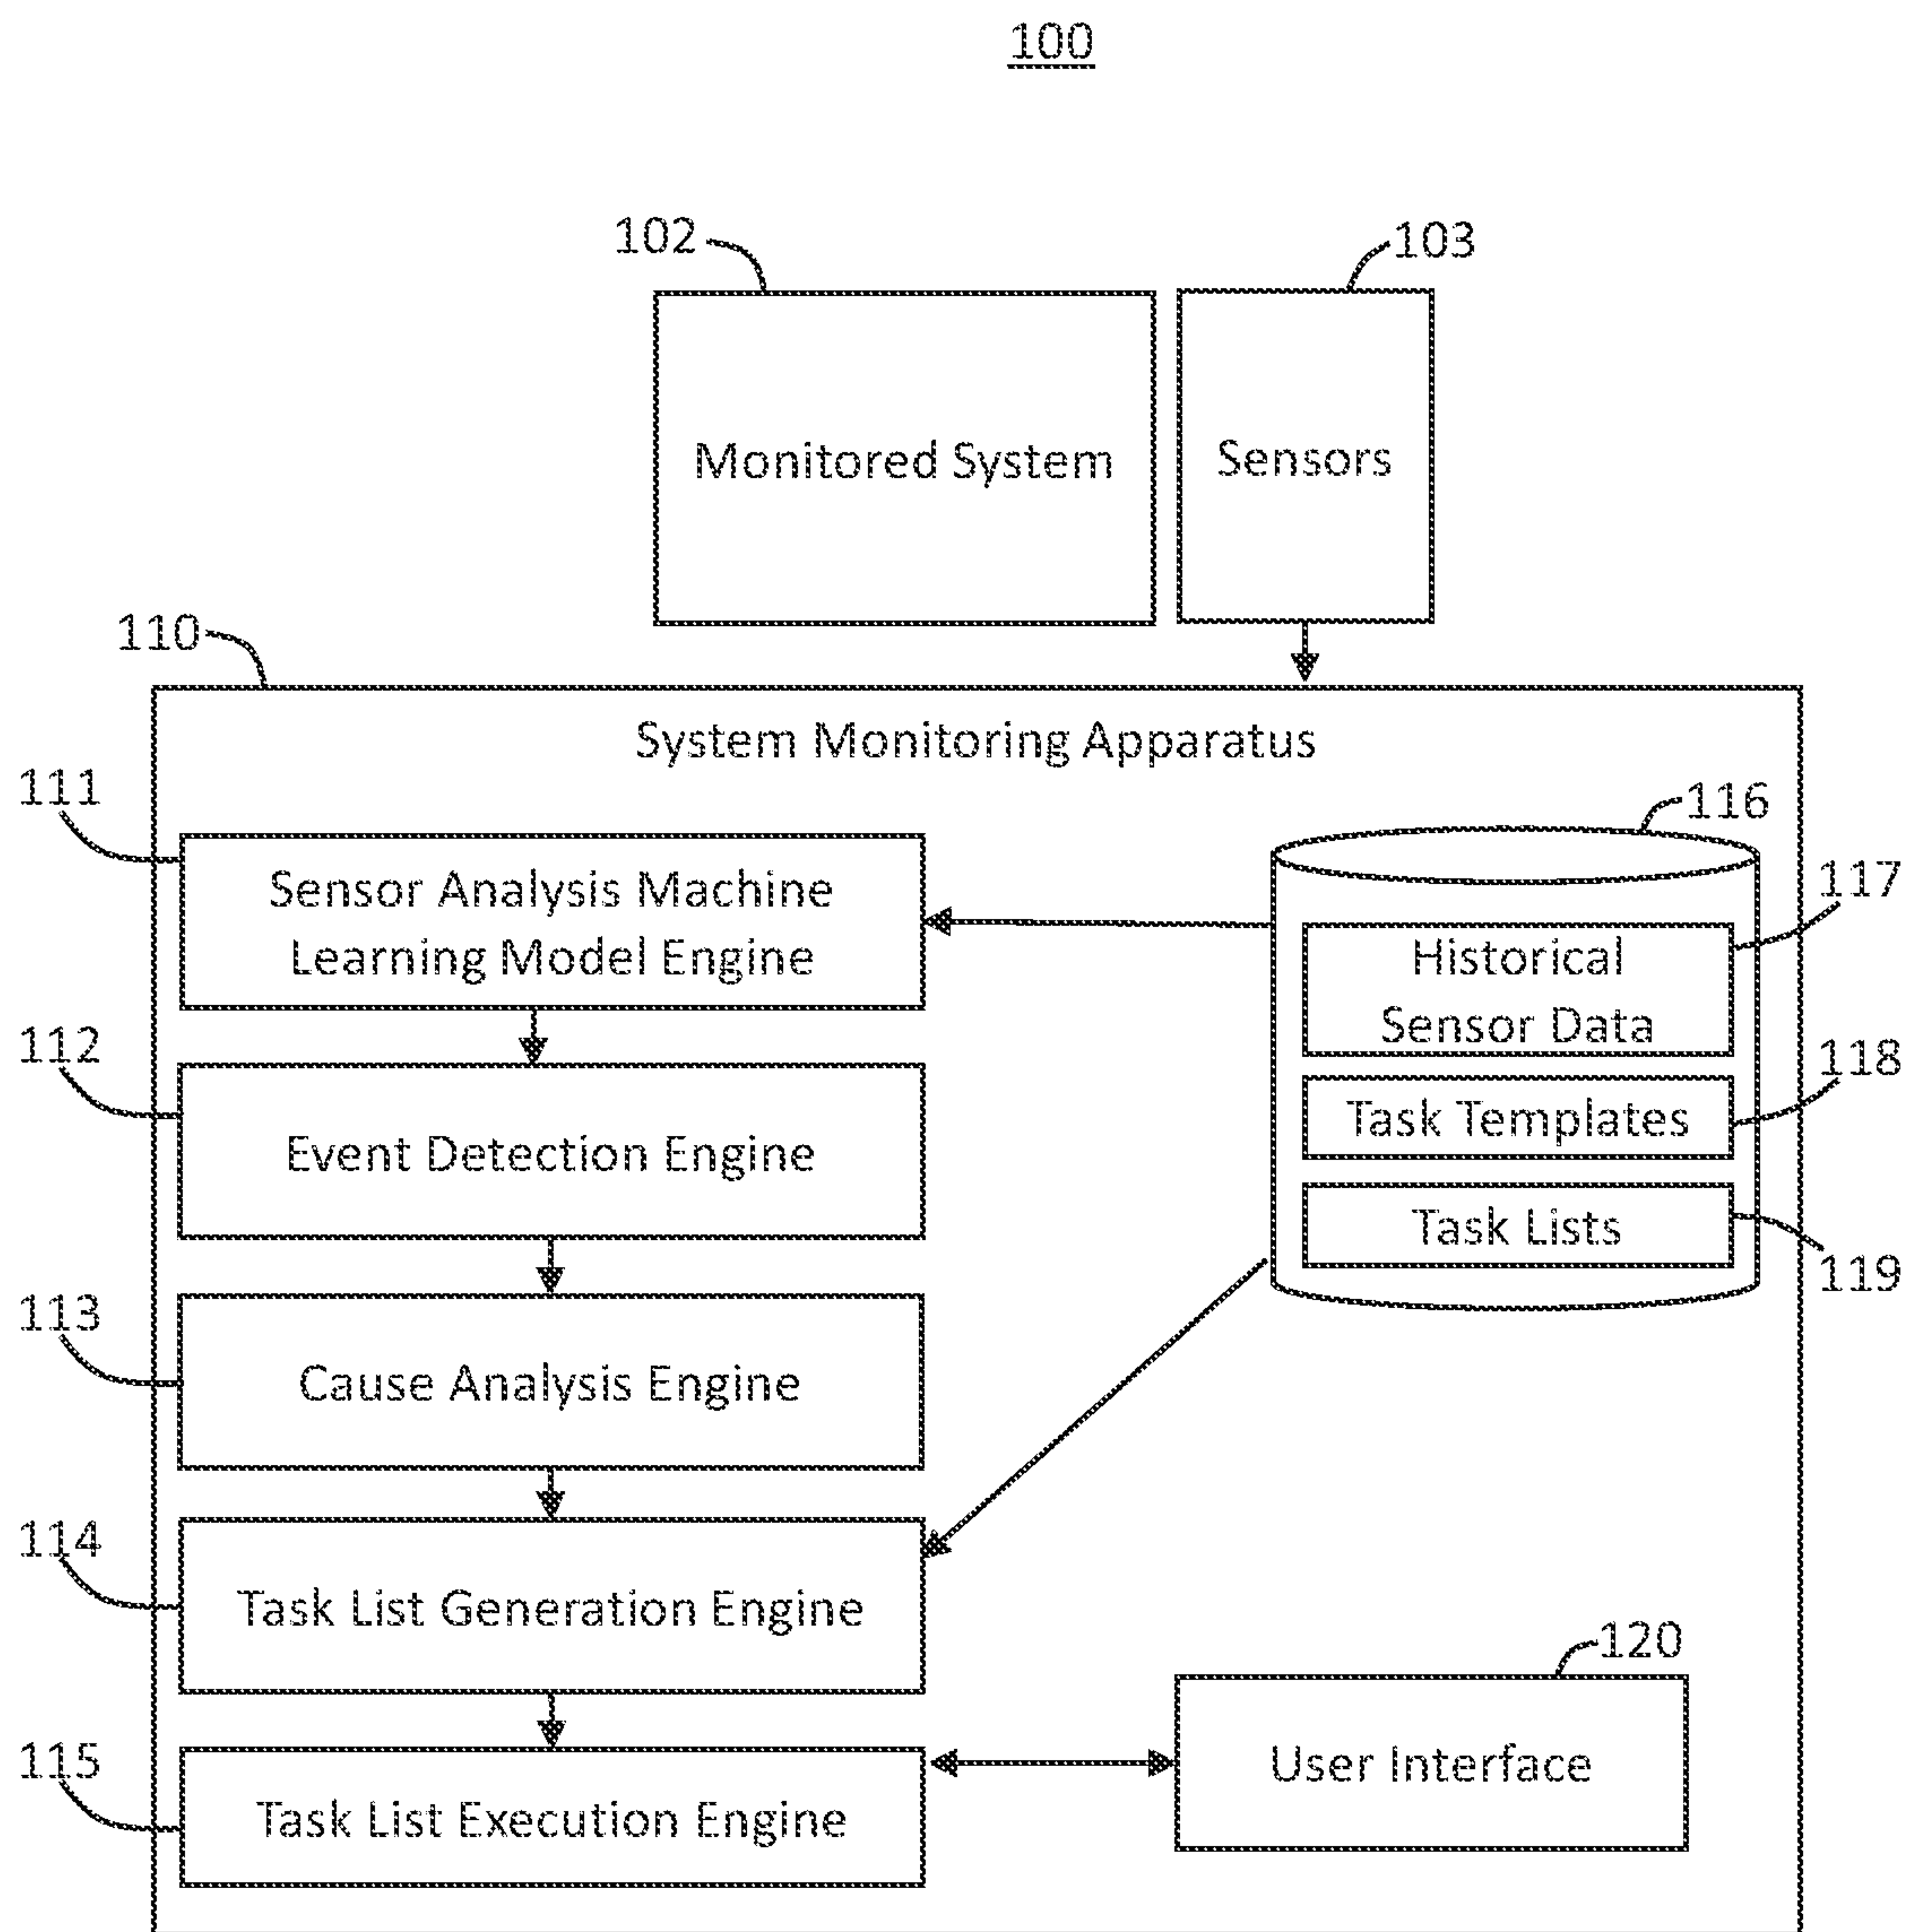 100
102
103
Monitored System
Sensors
110
System Monitoring Apparatus
111
116
Sensor Analysis Machine
Learning Model Engine
117
Historical
Sensor Data
112
118
Event Detection Engine
Task Templates
Task Lists
119
113
Cause Analysis Engine
114
Task List Generation Engine
120
115
Task List Execution Engine
User Interface